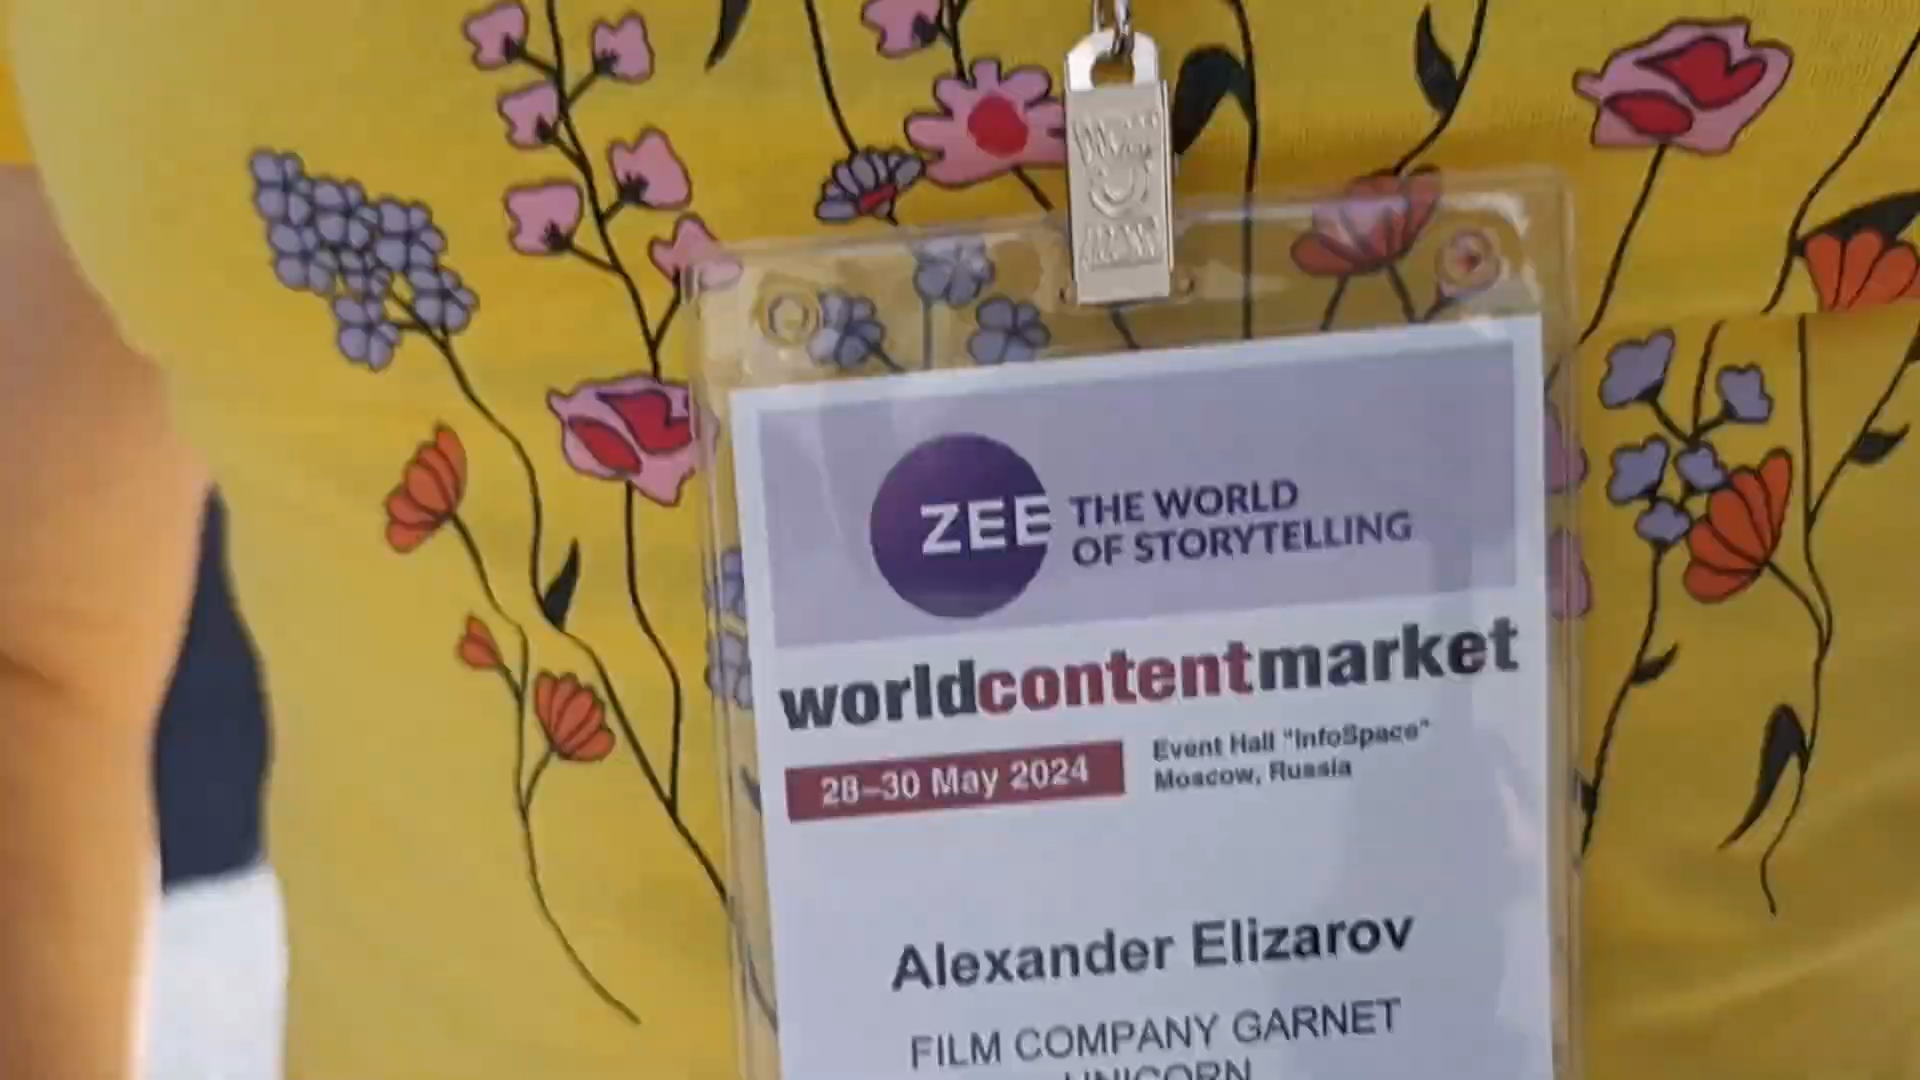 ZEE
THE WORLD
OF STORYTELLING
worldcontentmarket
28–30 May 2024
Event Hall "InfoSpace"
Moscow, Russia
Alexander Elizarov
FILM COMPANY GARNET
UNICORN